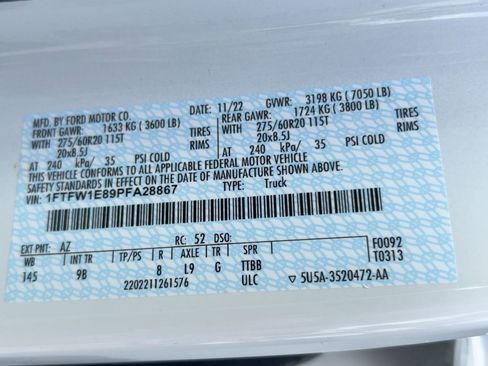 MFD. BY FORD MOTOR CO.
DATE: 11/22 GVWR: 3198 KG ( 7050 LB)
FRONT GAWR: 1633 KG ( 3600 LB) REAR GAWR: 1724 KG ( 3800 LB)
WITH 275/60R20 115T TIRES WITH 275/60R20 115T TIRES
20x8.5J RIMS 20x8.5J RIMS
AT 240 kPa/ 35 PSI COLD AT 240 kPa/ 35 PSI COLD
THIS VEHICLE CONFORMS TO ALL APPLICABLE FEDERAL MOTOR VEHICLE
SAFETY, BUMPER, AND THEFT PREVENTION STANDARDS IN EFFECT ON THE DATE OF MANUFACTURE SHOWN ABOVE.
VIN: 1FTFW1E89PFA28867 TYPE: Truck
EXT PNT: AZ RC: 52 DSO: F0092
WB INT TR TP/PS R AXLE TR SPR T0313
145 9B 8 L9 G TTBB
2202211261576 ULC 5U5A-3520472-AA